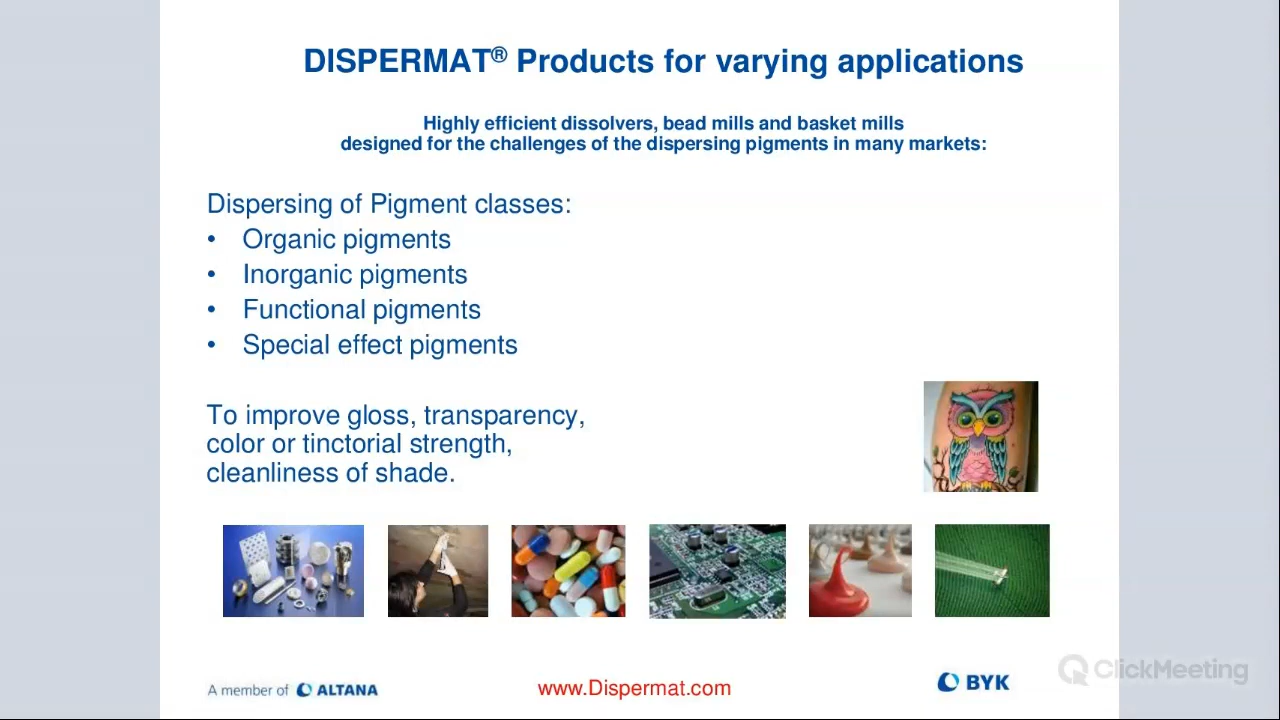 DISPERMAT® Products for varying applications
Highly efficient dissolvers, bead mills and basket mills
designed for the challenges of the dispersing pigments in many markets:
Dispersing of Pigment classes:
• Organic pigments
• Inorganic pigments
• Functional pigments
• Special effect pigments
To improve gloss, transparency,
color or tinctorial strength,
cleanliness of shade.
A member of ALTANA
www.Dispermat.com
BYK
ClickMeeting